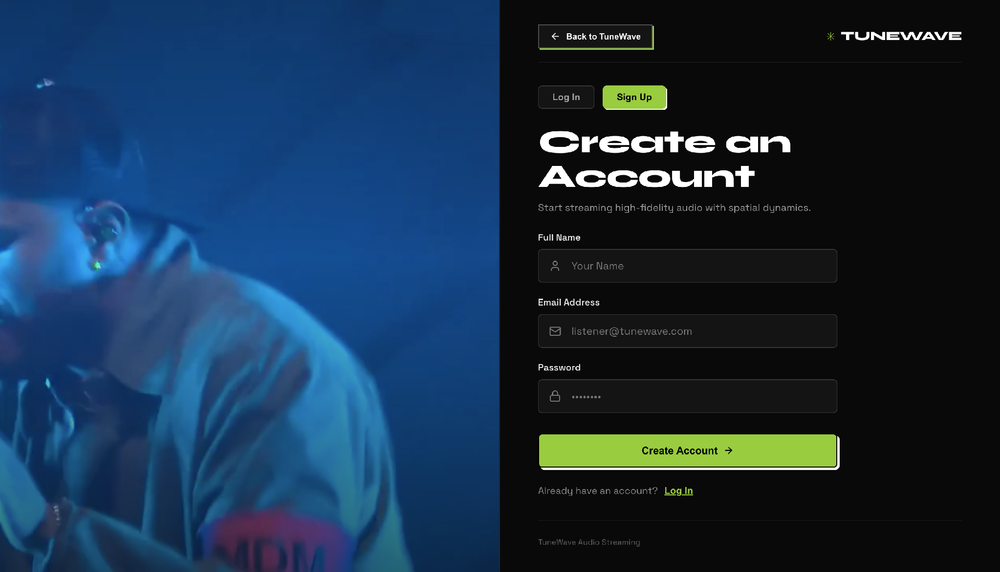 Back to TuneWave
TUNEWAVE
Log In
Sign Up
Create an
Account
Start streaming high-fidelity audio with spatial dynamics.
Full Name
Your Name
Email Address
listener@tunewave.com
Password
••••••••
Create Account
Already have an account? Log In
TuneWave Audio Streaming